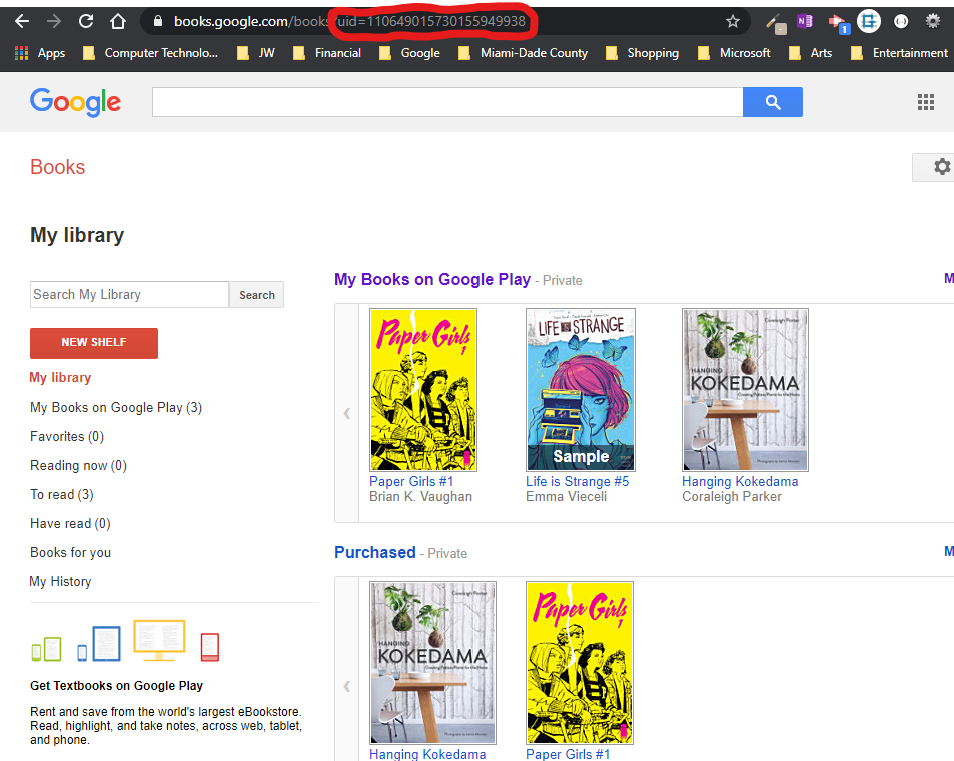 books.google.com/books uid=110649015730155949938
Apps Computer Technolo... JW Financial Google Miami-Dade County Shopping Microsoft Arts Entertainment
Google
Books
My library
Search My Library Search
NEW SHELF
My library
My Books on Google Play (3)
Favorites (0)
Reading now (0)
To read (3)
Have read (0)
Books for you
My History
Get Textbooks on Google Play
Rent and save from the world's largest eBookstore.
Read, highlight, and take notes, across web, tablet,
and phone.
My Books on Google Play - Private M
Paper Girls 1
LIFE IS STRANGE
Sample
Coraleigh Parker
HANGING
KOKEDAMA
Paper Girls #1 Life is Strange #5 Hanging Kokedama
Brian K. Vaughan Emma Vieceli Coraleigh Parker
Purchased - Private M
Coraleigh Parker
HANGING
KOKEDAMA
Paper Girls 1
Hanging Kokedama Paper Girls #1